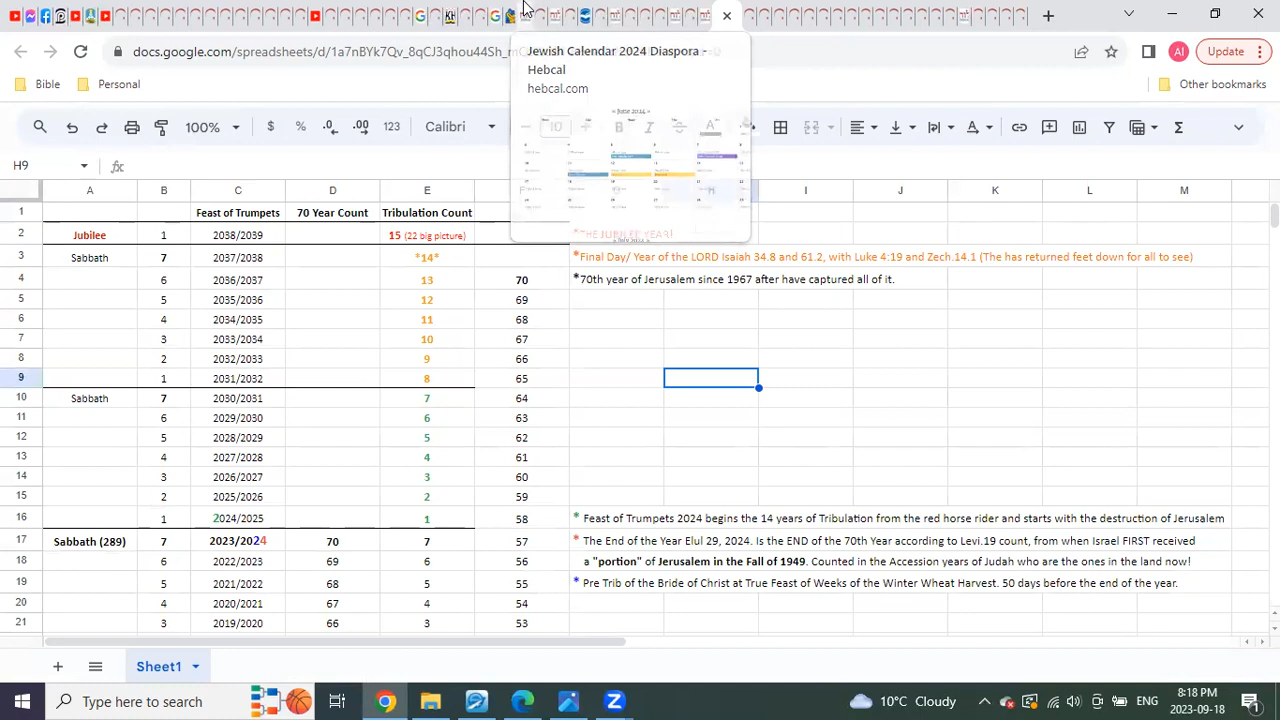 docs.google.com/spreadsheets/d/1a7nBYk7Qv_8qCJ3qhou44Sh_m
Update
Jewish Calendar 2024 Diaspora -
Hebcal
hebcal.com
Bible
Personal
Other bookmarks
100%
$ % .0 .00 123
Calibri
10
B I A
H9
fx
A B C D E H I J K L M
1 Feast of Trumpets 70 Year Count Tribulation Count
2 Jubilee 1 2038/2039 15 (22 big picture) *THE JUBILEE YEAR!
3 Sabbath 7 2037/2038 *14* *Final Day/ Year of the LORD Isaiah 34.8 and 61.2, with Luke 4:19 and Zech.14.1 (The has returned feet down for all to see)
4 6 2036/2037 13 70 *70th year of Jerusalem since 1967 after have captured all of it.
5 5 2035/2036 12 69
6 4 2034/2035 11 68
7 3 2033/2034 10 67
8 2 2032/2033 9 66
9 1 2031/2032 8 65
10 Sabbath 7 2030/2031 7 64
11 6 2029/2030 6 63
12 5 2028/2029 5 62
13 4 2027/2028 4 61
14 3 2026/2027 3 60
15 2 2025/2026 2 59
16 1 2024/2025 1 58 * Feast of Trumpets 2024 begins the 14 years of Tribulation from the red horse rider and starts with the destruction of Jerusalem
17 Sabbath (289) 7 2023/2024 70 7 57 * The End of the Year Elul 29, 2024. Is the END of the 70th Year according to Levi.19 count, from when Israel FIRST received
18 6 2022/2023 69 6 56 a "portion" of Jerusalem in the Fall of 1949. Counted in the Accession years of Judah who are the ones in the land now!
19 5 2021/2022 68 5 55 * Pre Trib of the Bride of Christ at True Feast of Weeks of the Winter Wheat Harvest. 50 days before the end of the year.
20 4 2020/2021 67 4 54
21 3 2019/2020 66 3 53
Sheet1
Type here to search
10°C Cloudy
ENG
8:18 PM
2023-09-18